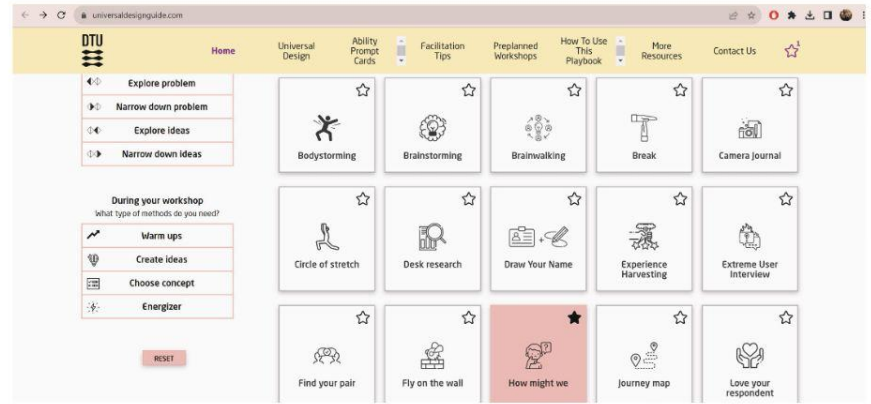 universaldesignguide.com
DTU
Home
Universal
Design
Ability
Prompt
Cards
Facilitation
Tips
Preplanned
Workshops
How To Use
This
Playbook
More
Resources
Contact Us
1
Explore problem
Narrow down problem
Explore ideas
Narrow down ideas
During your workshop
What type of methods do you need?
Warm ups
Create ideas
Choose concept
Energizer
RESET
Bodystorming
Brainstorming
Brainwalking
Break
Camera Journal
Circle of stretch
Desk research
Draw Your Name
Experience
Harvesting
Extreme User
Interview
Find your pair
Fly on the wall
How might we
Journey map
Love your
respondent